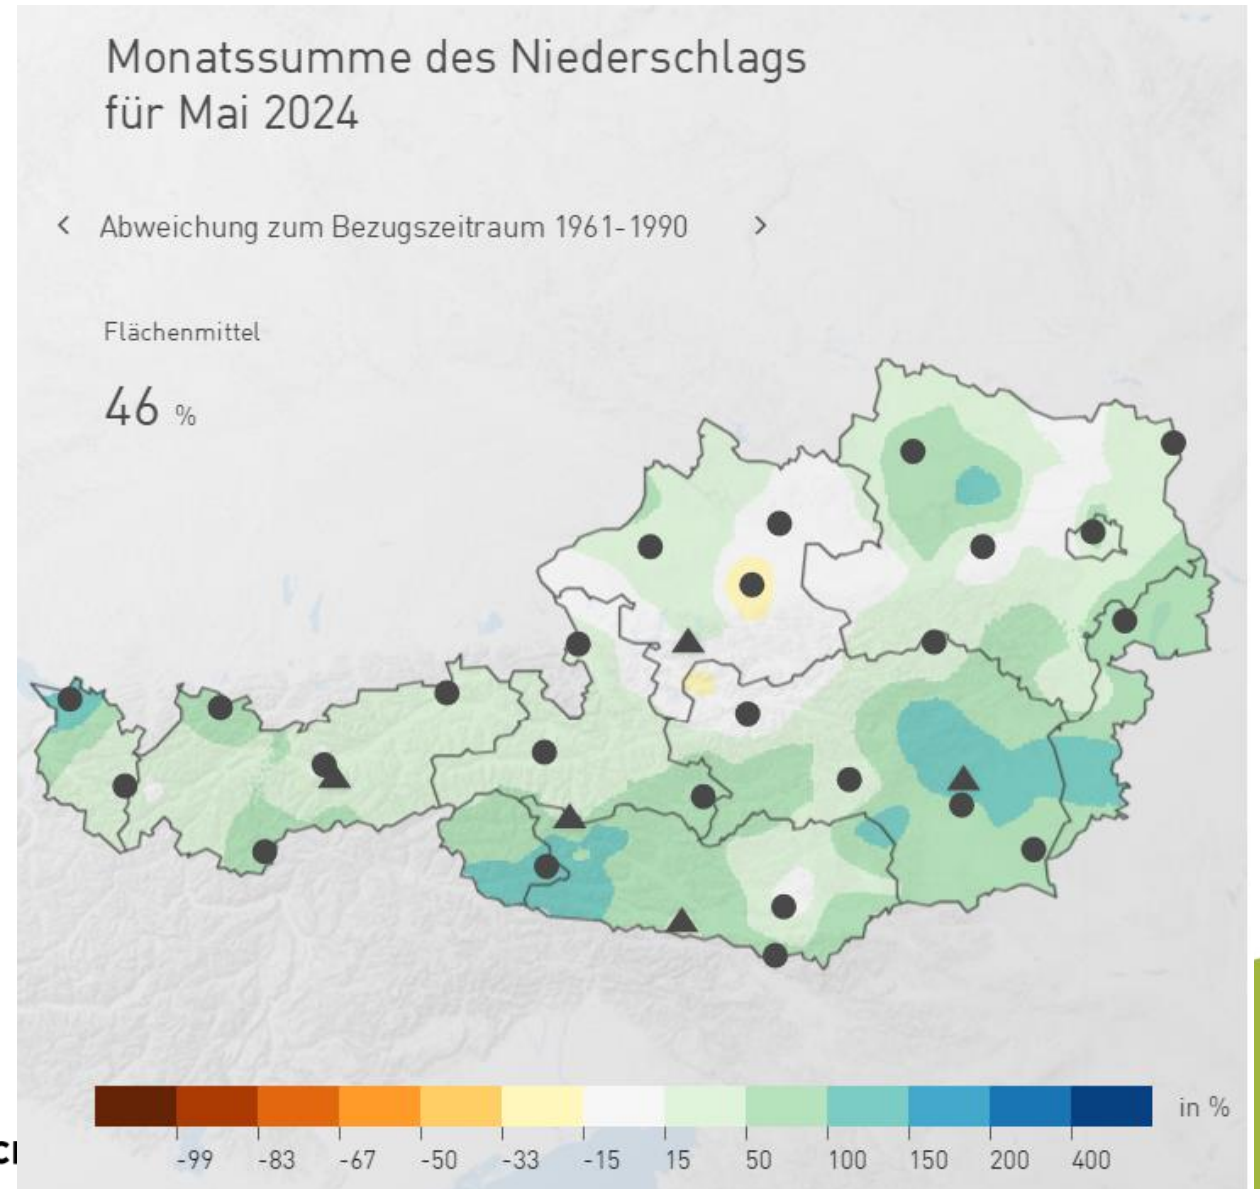 Monatssumme des Niederschlags
für Mai 2024
< Abweichung zum Bezugszeitraum 1961-1990 >
Flächenmittel
46 %
in %
-99 -83 -67 -50 -33 -15 15 50 100 150 200 400